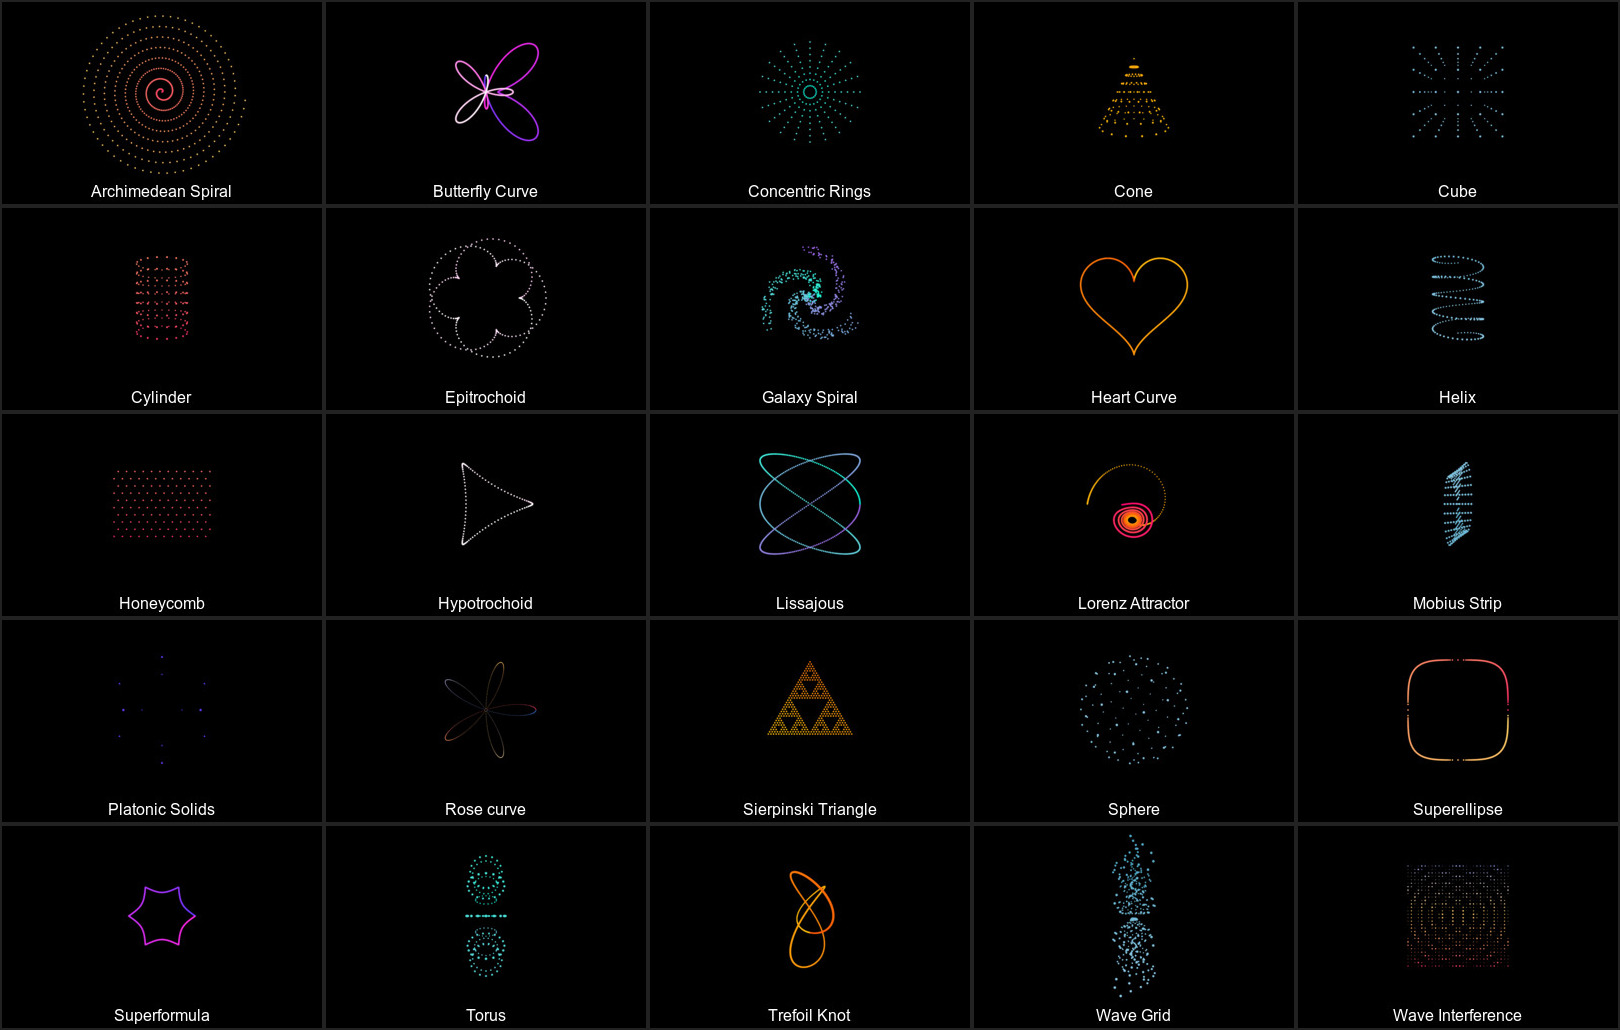 Archimedean Spiral
Butterfly Curve
Concentric Rings
Cone
Cube
Cylinder
Epitrochoid
Galaxy Spiral
Heart Curve
Helix
Honeycomb
Hypotrochoid
Lissajous
Lorenz Attractor
Mobius Strip
Platonic Solids
Rose curve
Sierpinski Triangle
Sphere
Superellipse
Superformula
Torus
Trefoil Knot
Wave Grid
Wave Interference